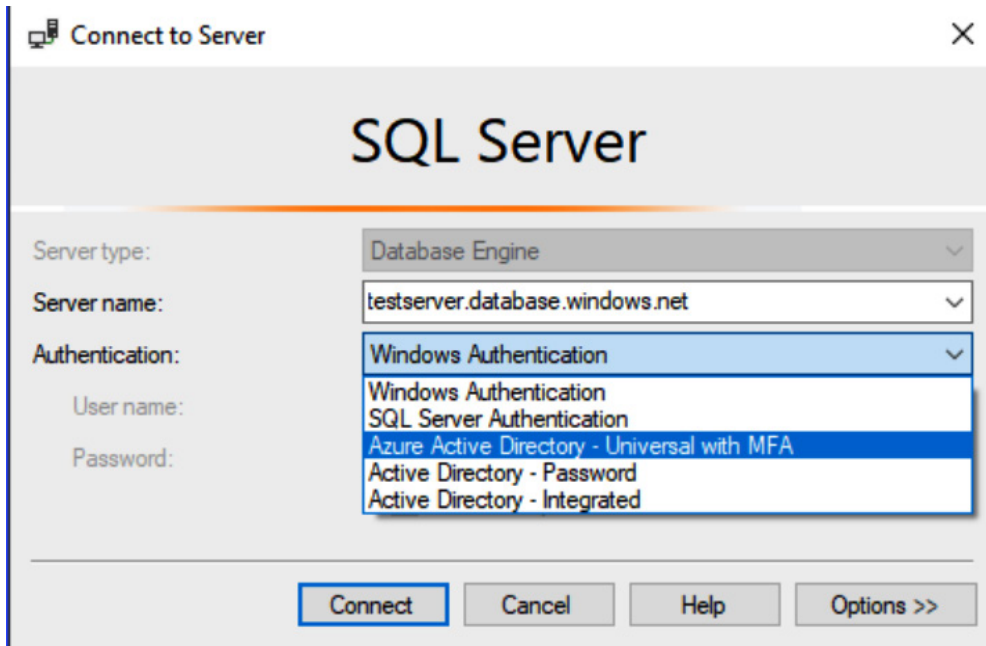 Connect to Server
SQL Server
Server type: Database Engine
Server name: testserver.database.windows.net
Authentication: Windows Authentication
Windows Authentication
User name:
SQL Server Authentication
Azure Active Directory - Universal with MFA
Password:
Active Directory - Password
Active Directory - Integrated
Connect Cancel Help Options >>